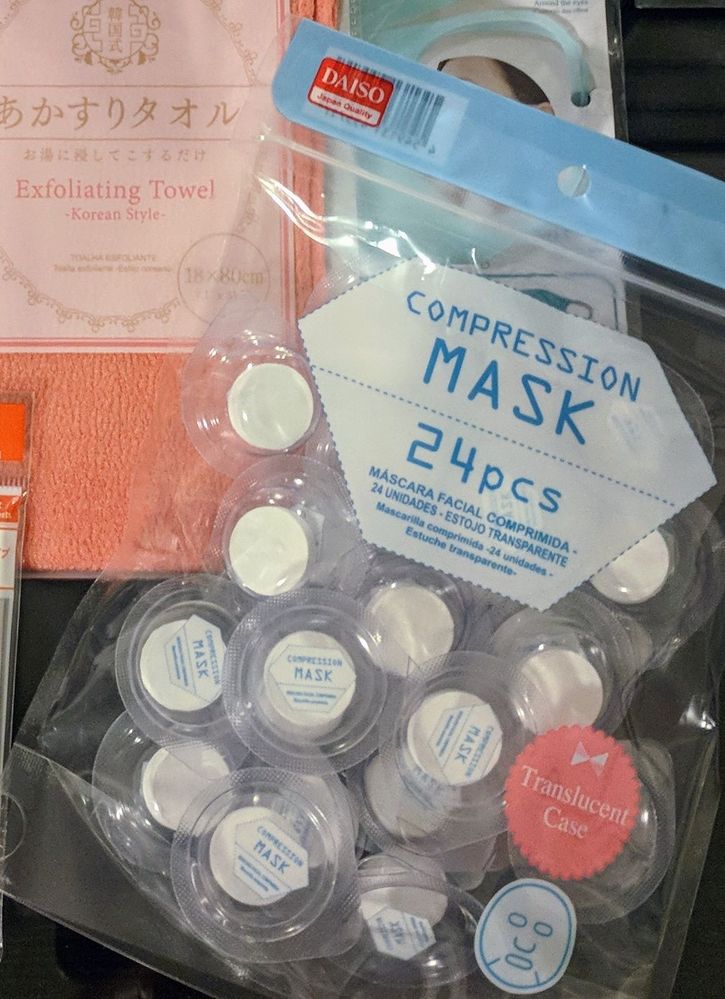 韓国式
あかすりタオル
お湯に浸してこするだけ
Exfoliating Towel
-Korean Style-
TOALHA ESFOLIANTE
18×80cm
Around the eyes
DAISO
Japan Quality
COMPRESSION
MASK
24pcs
MÁSCARA FACIAL COMPRIMIDA -
24 UNIDADES - ESTOJO TRANSPARENTE
Mascarilla comprimida -24 unidades -
Estuche transparente-
COMPRESSION
MASK
COMPRESSION
MASK
COMPRESSION
MASK
COMPRESSION
MASK
Translucent
Case